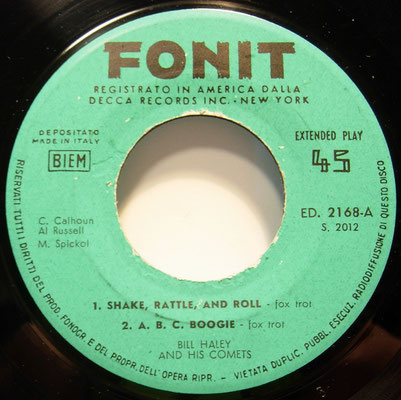 FONIT
REGISTRATO IN AMERICA DALLA
DECCA RECORDS INC. - NEW YORK
DEPOSITATO
MADE IN ITALY
BIEM
EXTENDED PLAY
45
ED. 2168-A
S. 2012
C. Calhoun
Al Russell
M. Spickol
1. SHAKE, RATTLE, AND ROLL - fox trot
2. A. B. C. BOOGIE - fox trot
BILL HALEY
AND HIS COMETS
RISERVATI TUTTI I DIRITTI DEL PROD. FONOGR. E DEL PROPR. DELL'OPERA RIPR. - VIETATA DUPLIC. PUBBL. ESECUZ. RADIODIFFUSIONE DI QUESTO DISCO